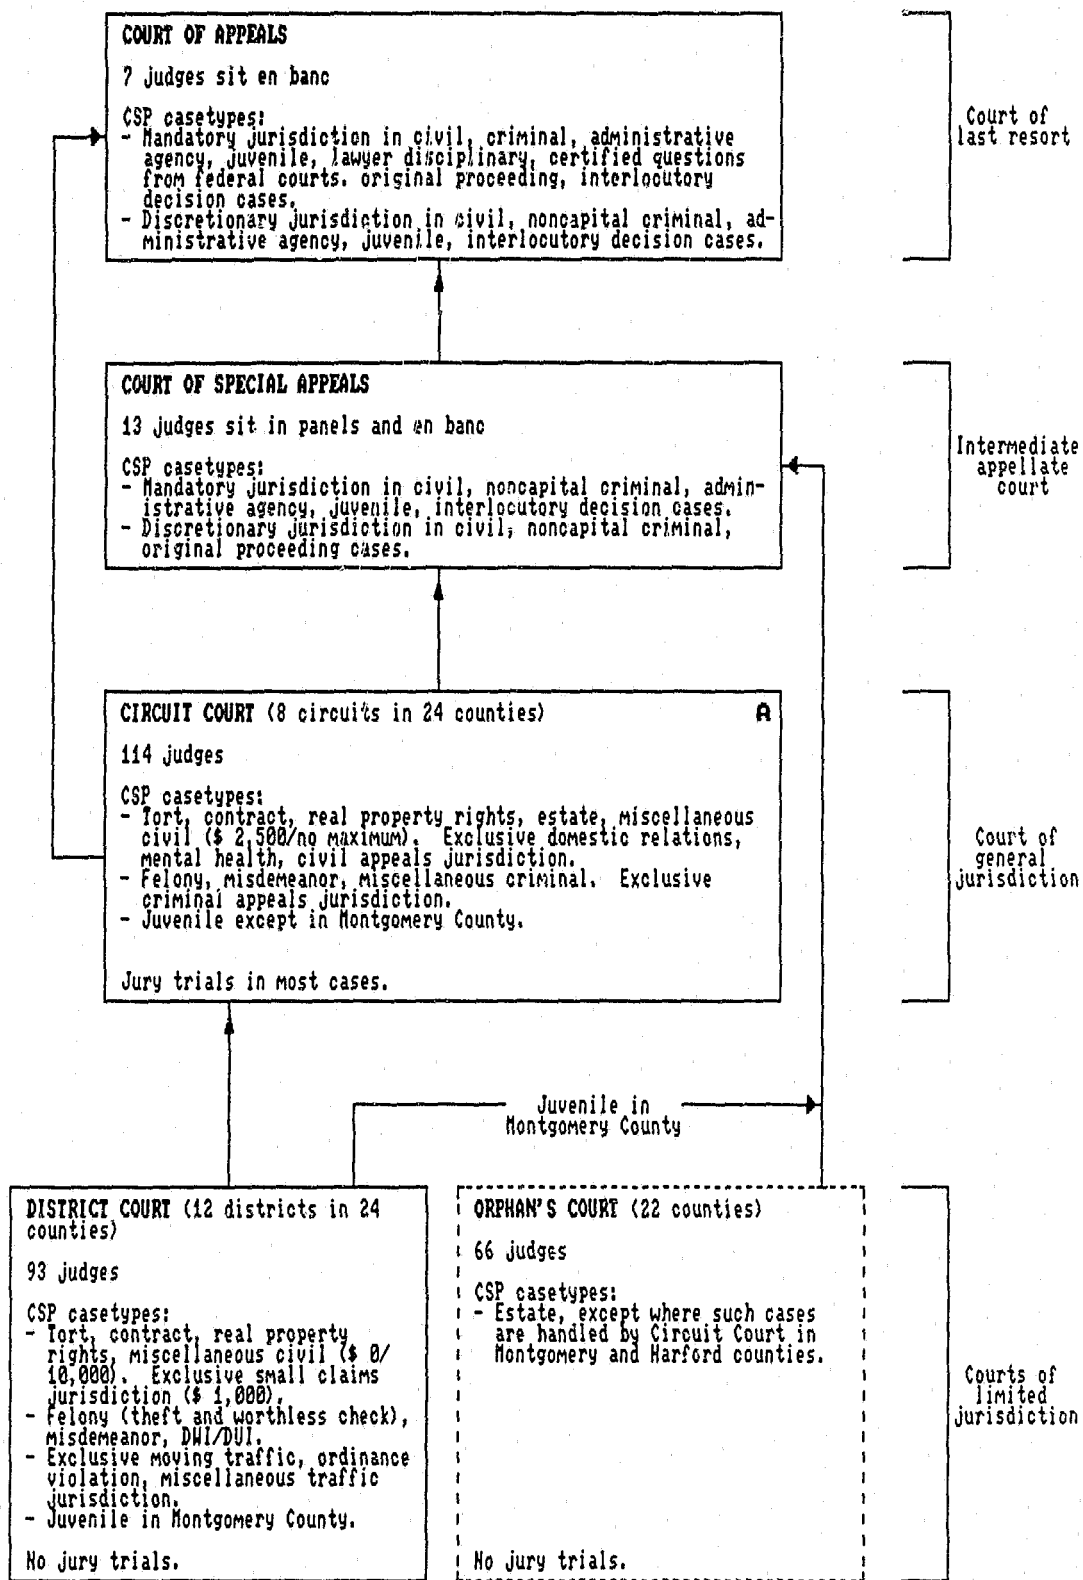 COURT OF APPEALS
7 judges sit en banc
CSP casetypes:
- Mandatory jurisdiction in civil, criminal, administrative
agency, juvenile, lawyer disciplinary, certified questions
from federal courts. original proceeding, interlocutory
decision cases.
- Discretionary jurisdiction in civil, noncapital criminal, ad-
ministrative agency, juvenile, interlocutory decision cases.
Court of
last resort
COURT OF SPECIAL APPEALS
13 judges sit in panels and en banc
CSP casetypes:
- Mandatory jurisdiction in civil, noncapital criminal, admin-
istrative agency, juvenile, interlocutory decision cases.
- Discretionary jurisdiction in civil, noncapital criminal,
original proceeding cases.
Intermediate
appellate
court
CIRCUIT COURT (8 circuits in 24 counties) A
114 judges
CSP casetypes:
- Tort, contract, real property rights, estate, miscellaneous
civil ($ 2,500/no maximum). Exclusive domestic relations,
mental health, civil appeals jurisdiction.
- Felony, misdemeanor, miscellaneous criminal. Exclusive
criminal appeals jurisdiction.
- Juvenile except in Montgomery County.
Jury trials in most cases.
Court of
general
jurisdiction
Juvenile in
Montgomery County
DISTRICT COURT (12 districts in 24
counties)
93 judges
CSP casetypes:
- Tort, contract, real property
rights, miscellaneous civil ($ 0/
10,000). Exclusive small claims
jurisdiction ($ 1,000).
- Felony (theft and worthless check),
misdemeanor, DWI/DUI.
- Exclusive moving traffic, ordinance
violation, miscellaneous traffic
jurisdiction.
- Juvenile in Montgomery County.
No jury trials.
ORPHAN'S COURT (22 counties)
66 judges
CSP casetypes:
- Estate, except where such cases
are handled by Circuit Court in
Montgomery and Harford counties.
No jury trials.
Courts of
limited
jurisdiction